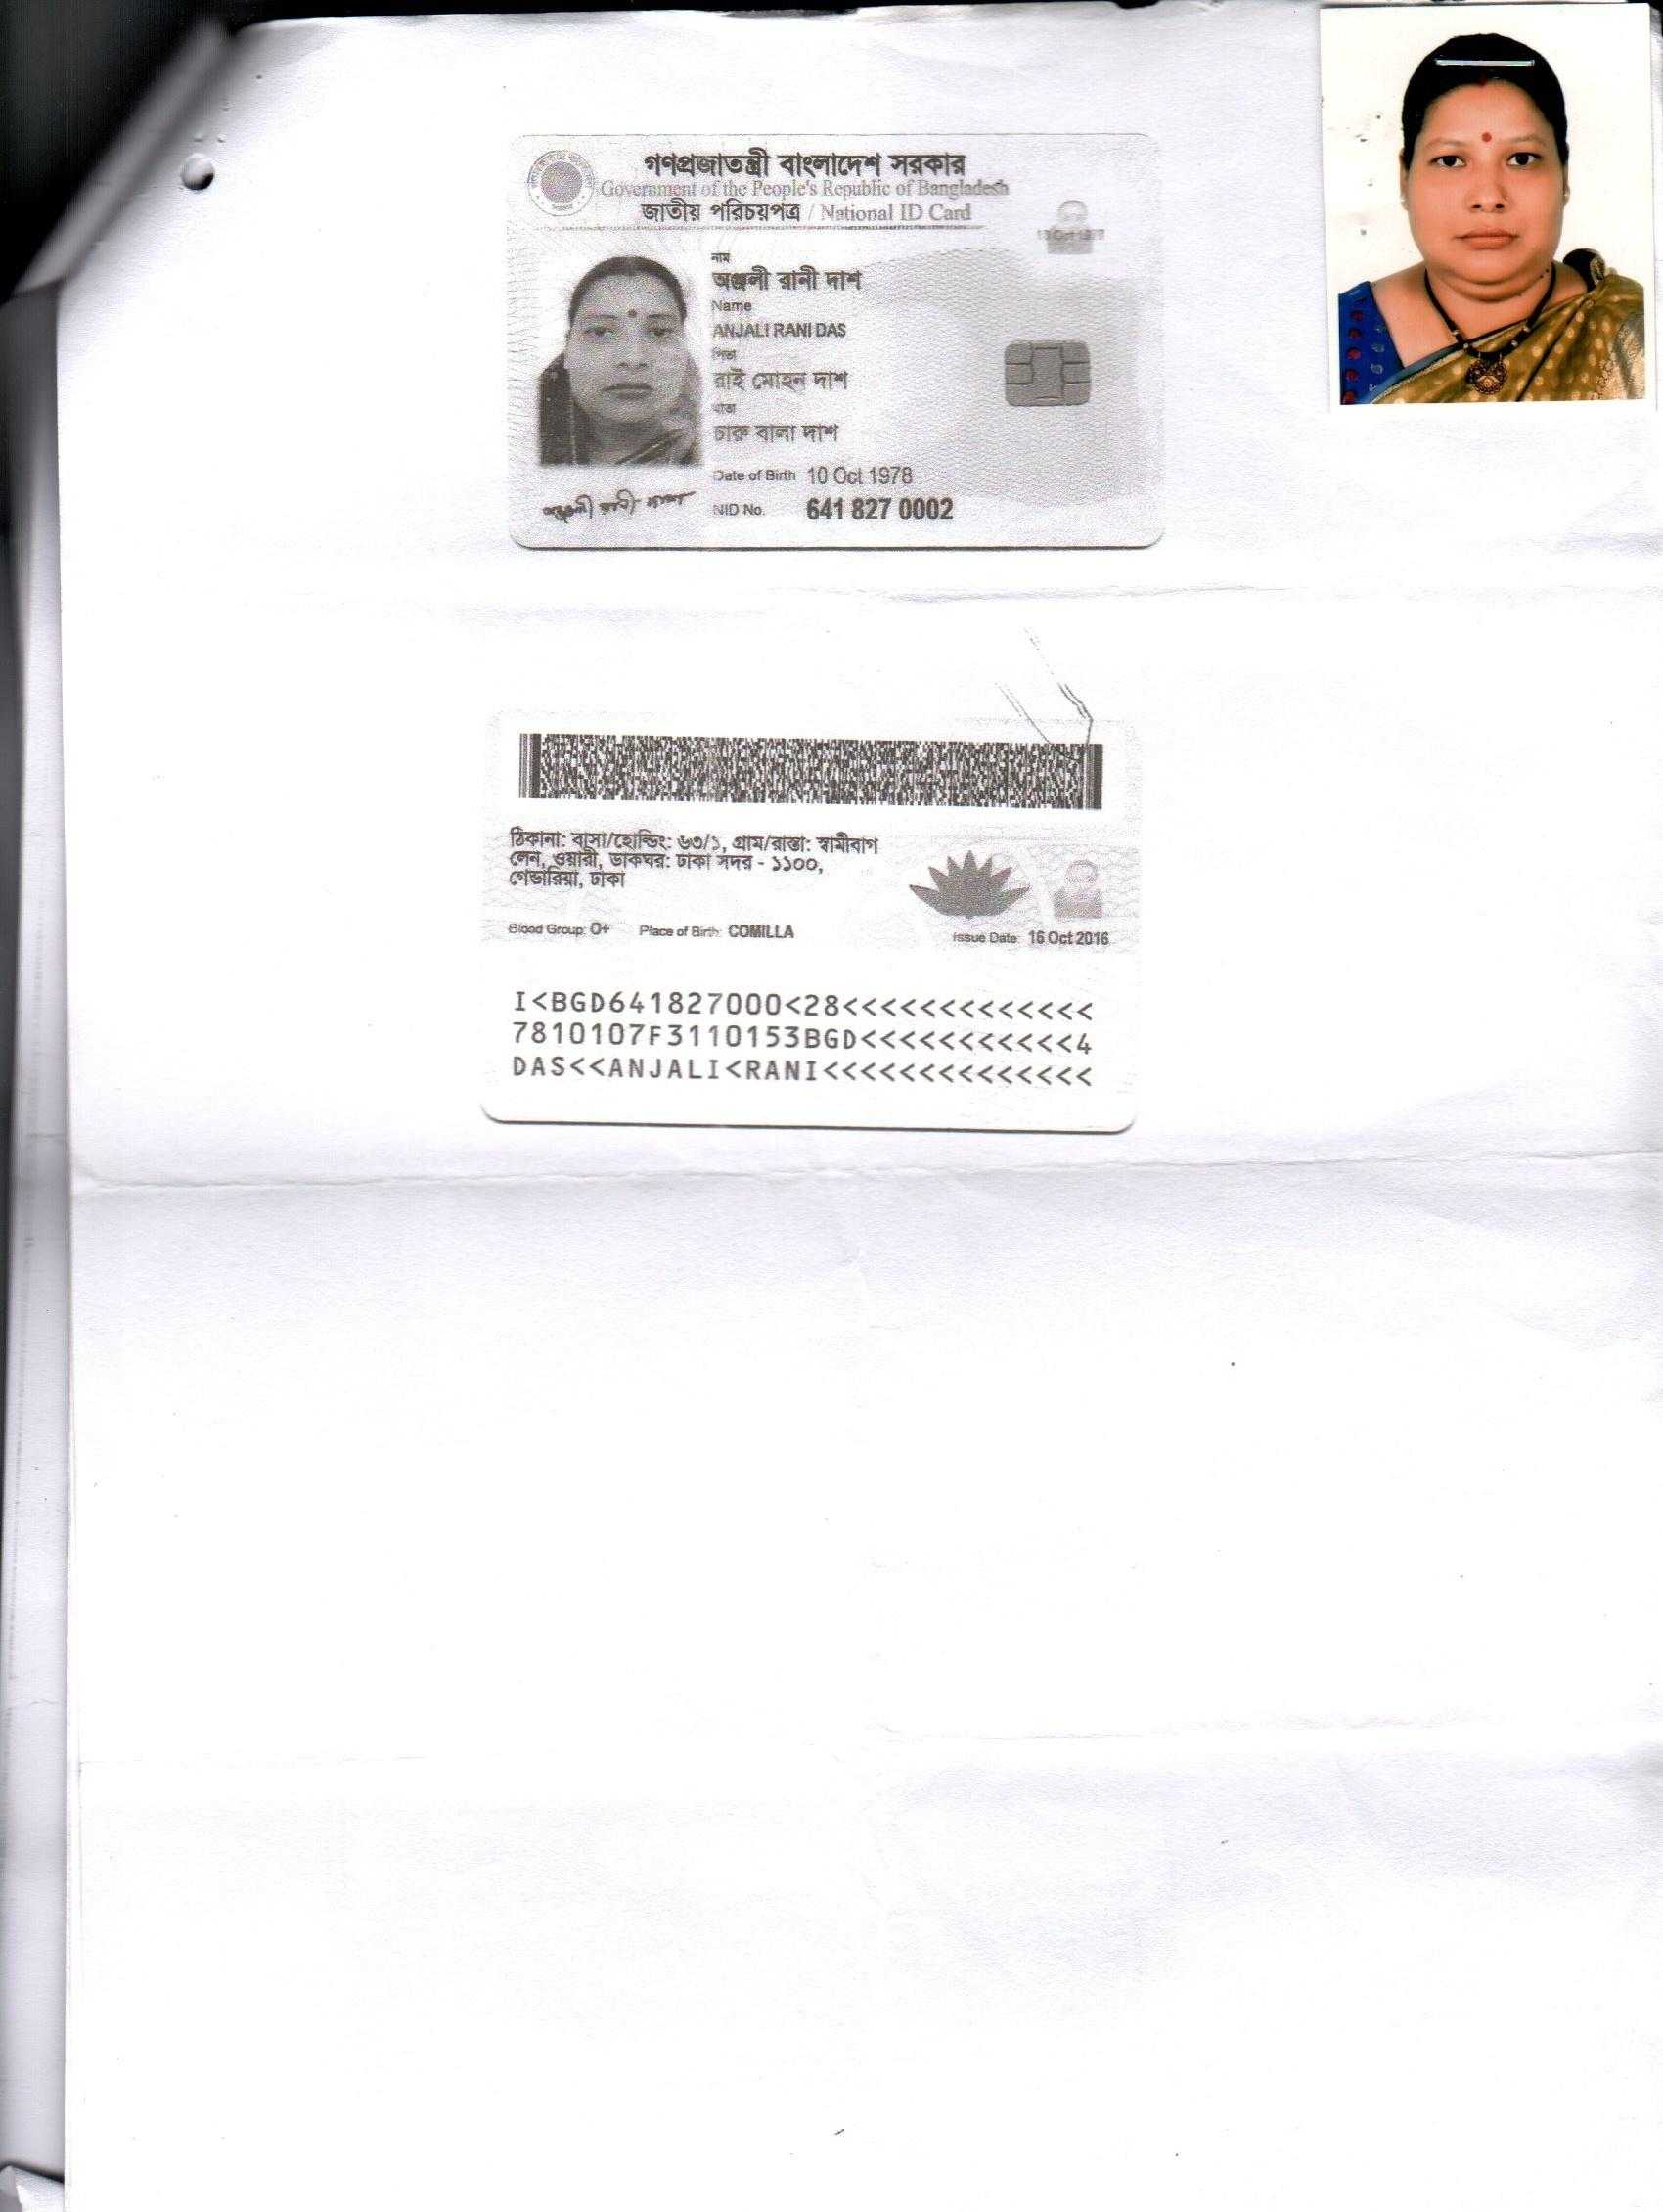 গণপ্রজাতন্ত্রী বাংলাদেশ সরকার
Government of the People's Republic of Bangladesh
জাতীয় পরিচয়পত্র / National ID Card
নাম
অঞ্জলী রানী দাশ
Name
ANJALI RANI DAS
পিতা
রাই মোহন দাশ
মাতা
চারু বালা দাশ
Date of Birth 10 Oct 1978
NID No. 641 827 0002
অঞ্জলী রানী দাশ
ঠিকানা: বাসা/হোল্ডিং: ৬৩/১, গ্রাম/রাস্তা: স্বামীবাগ
লেন, ওয়ারী, ডাকঘর: ঢাকা সদর - ১১০০,
গেন্ডারিয়া, ঢাকা
Blood Group: O+ Place of Birth: COMILLA Issue Date: 16 Oct 2016
I<BGD641827000<28<<<<<<<<<<<<<
7810107F3110153BGD<<<<<<<<<<<4
DAS<<ANJALI<RANI<<<<<<<<<<<<<<